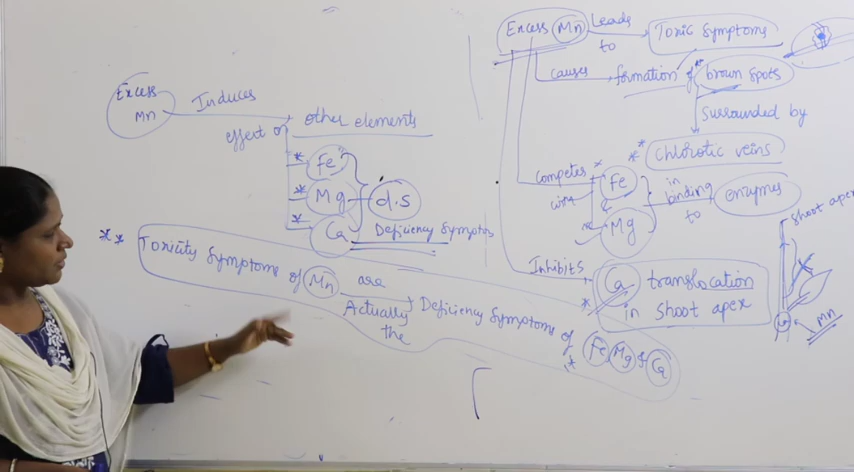 Excess Mn Leads to Toxic Symptoms
causes formation of brown spots
Surrounded by
Chlorotic veins
competes with Fe & Mg in binding to enzymes
Inhibits Ca translocation
in shoot apex
shoot apex
Mn
Excess
Mn
Induces
effect on other elements
* Fe
* Mg
* Ca
d.s
Deficiency Symptos
** Toxicity Symptoms of Mn are
Actually
the
Deficiency Symptoms of
* Fe Mg & Ca